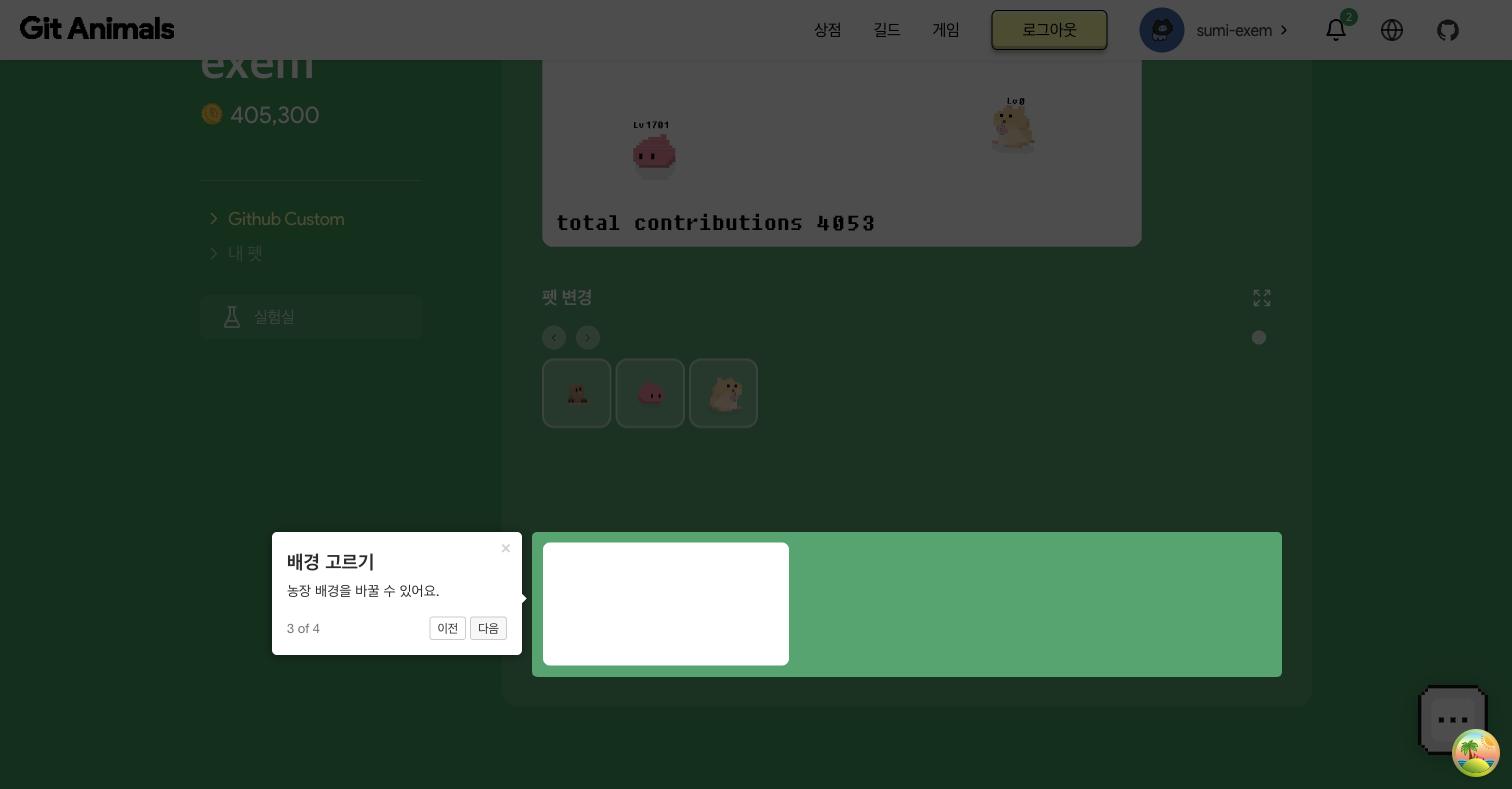 Git Animals
상점
길드
게임
로그아웃
sumi-exem
2
exem
405,300
Github Custom
내 펫
실험실
Lv1701
Lv0
total contributions 4053
펫 변경
배경 고르기
×
농장 배경을 바꿀 수 있어요.
3 of 4
이전
다음